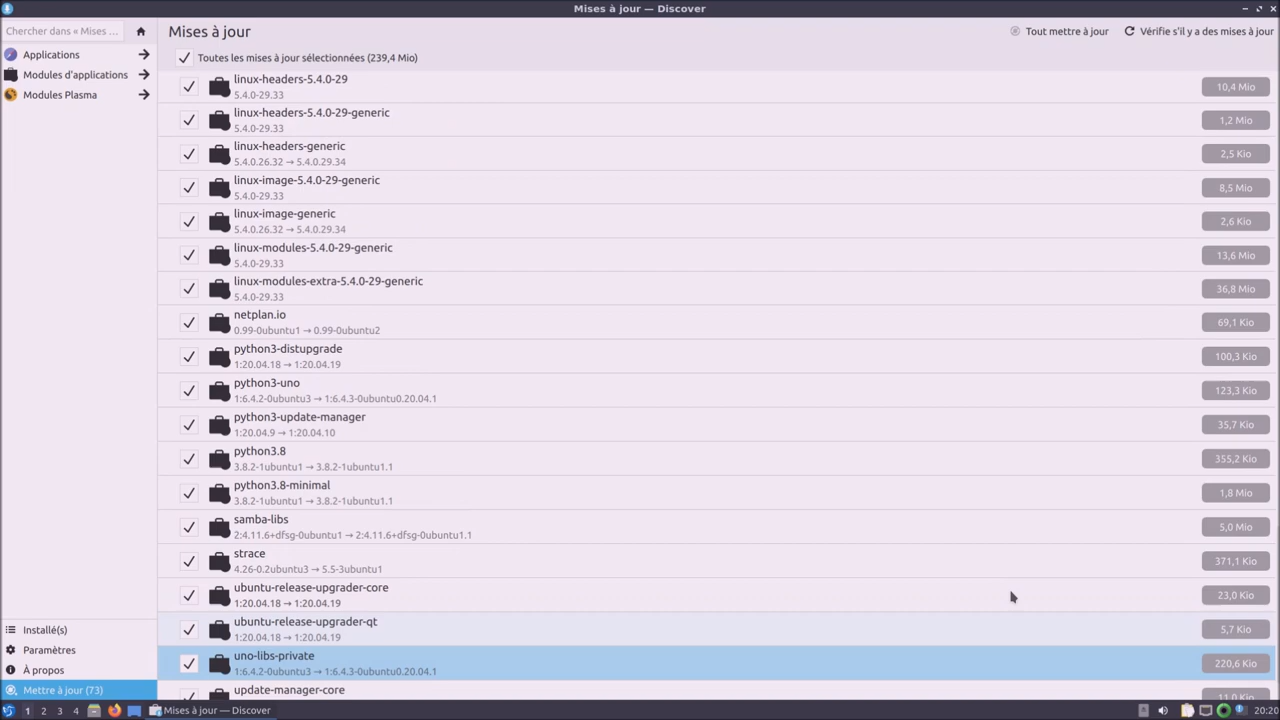 Mises à jour — Discover
Chercher dans « Mises ...
Mises à jour
Tout mettre à jour
Vérifie s'il y a des mises à jour
Applications
Modules d'applications
Modules Plasma
Toutes les mises à jour sélectionnées (239,4 Mio)
linux-headers-5.4.0-29
5.4.0-29.33
10,4 Mio
linux-headers-5.4.0-29-generic
5.4.0-29.33
1,2 Mio
linux-headers-generic
5.4.0.26.32 → 5.4.0.29.34
2,5 Kio
linux-image-5.4.0-29-generic
5.4.0-29.33
8,5 Mio
linux-image-generic
5.4.0.26.32 → 5.4.0.29.34
2,6 Kio
linux-modules-5.4.0-29-generic
5.4.0-29.33
13,6 Mio
linux-modules-extra-5.4.0-29-generic
5.4.0-29.33
36,8 Mio
netplan.io
0.99-0ubuntu1 → 0.99-0ubuntu2
69,1 Kio
python3-distupgrade
1:20.04.18 → 1:20.04.19
100,3 Kio
python3-uno
1:6.4.2-0ubuntu3 → 1:6.4.3-0ubuntu0.20.04.1
123,3 Kio
python3-update-manager
1:20.04.9 → 1:20.04.10
35,7 Kio
python3.8
3.8.2-1ubuntu1 → 3.8.2-1ubuntu1.1
355,2 Kio
python3.8-minimal
3.8.2-1ubuntu1 → 3.8.2-1ubuntu1.1
1,8 Mio
samba-libs
2:4.11.6+dfsg-0ubuntu1 → 2:4.11.6+dfsg-0ubuntu1.1
5,0 Mio
strace
4.26-0.2ubuntu3 → 5.5-3ubuntu1
371,1 Kio
ubuntu-release-upgrader-core
1:20.04.18 → 1:20.04.19
23,0 Kio
ubuntu-release-upgrader-qt
1:20.04.18 → 1:20.04.19
5,7 Kio
uno-libs-private
1:6.4.2-0ubuntu3 → 1:6.4.3-0ubuntu0.20.04.1
220,6 Kio
update-manager-core
11,0 Kio
Installé(s)
Paramètres
À propos
Mettre à jour (73)
1 2 3 4
Mises à jour — Discover
20:20